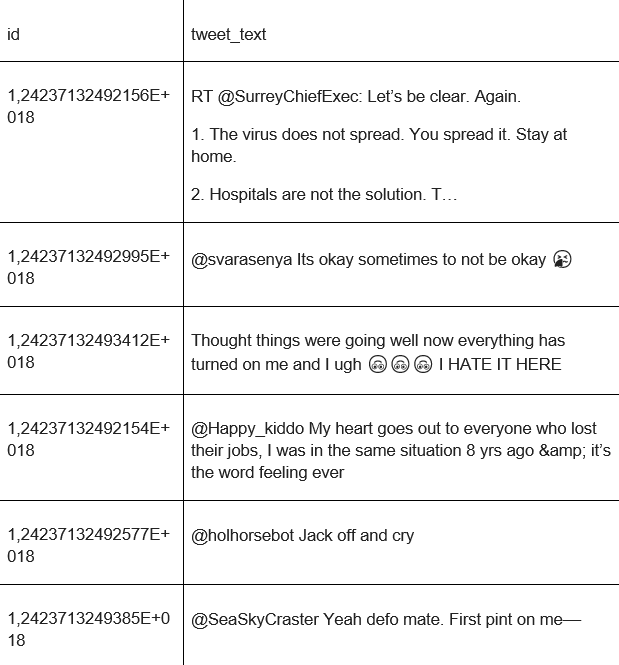 id
tweet_text
1,24237132492156E+
018
RT @SurreyChiefExec: Let’s be clear. Again.
1. The virus does not spread. You spread it. Stay at
home.
2. Hospitals are not the solution. T…
1,24237132492995E+
018
@svarasenya Its okay sometimes to not be okay 🤧
1,24237132493412E+
018
Thought things were going well now everything has
turned on me and I ugh 🙃🙃🙃 I HATE IT HERE
1,24237132492154E+
018
@Happy_kiddo My heart goes out to everyone who lost
their jobs, I was in the same situation 8 yrs ago &amp; it’s
the word feeling ever
1,24237132492577E+
018
@holhorsebot Jack off and cry
1,2423713249385E+0
18
@SeaSkyCraster Yeah defo mate. First pint on me—